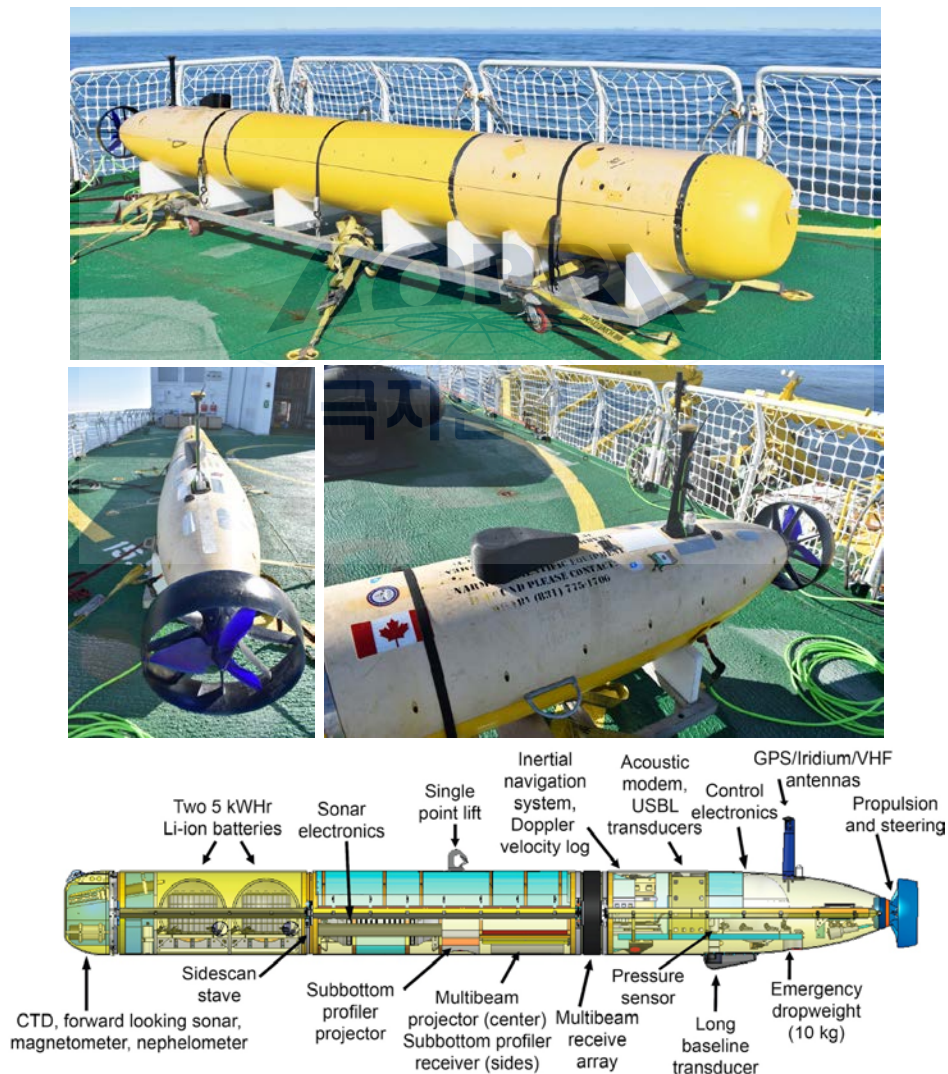 극지
AND PLEASE CONTACT
(831) 775-1706
GPS/Iridium/VHF
antennas
Inertial
navigation
system,
Doppler
velocity log
Acoustic
modem,
USBL
transducers
Control
electronics
Propulsion
and steering
Two 5 kWHr
Li-ion batteries
Sonar
electronics
Single
point lift
Sidescan
stave
CTD, forward looking sonar,
magnetometer, nephelometer
Subbottom
profiler
projector
Multibeam
projector (center)
Subbottom profiler
receiver (sides)
Multibeam
receive
array
Pressure
sensor
Long
baseline
transducer
Emergency
dropweight
(10 kg)